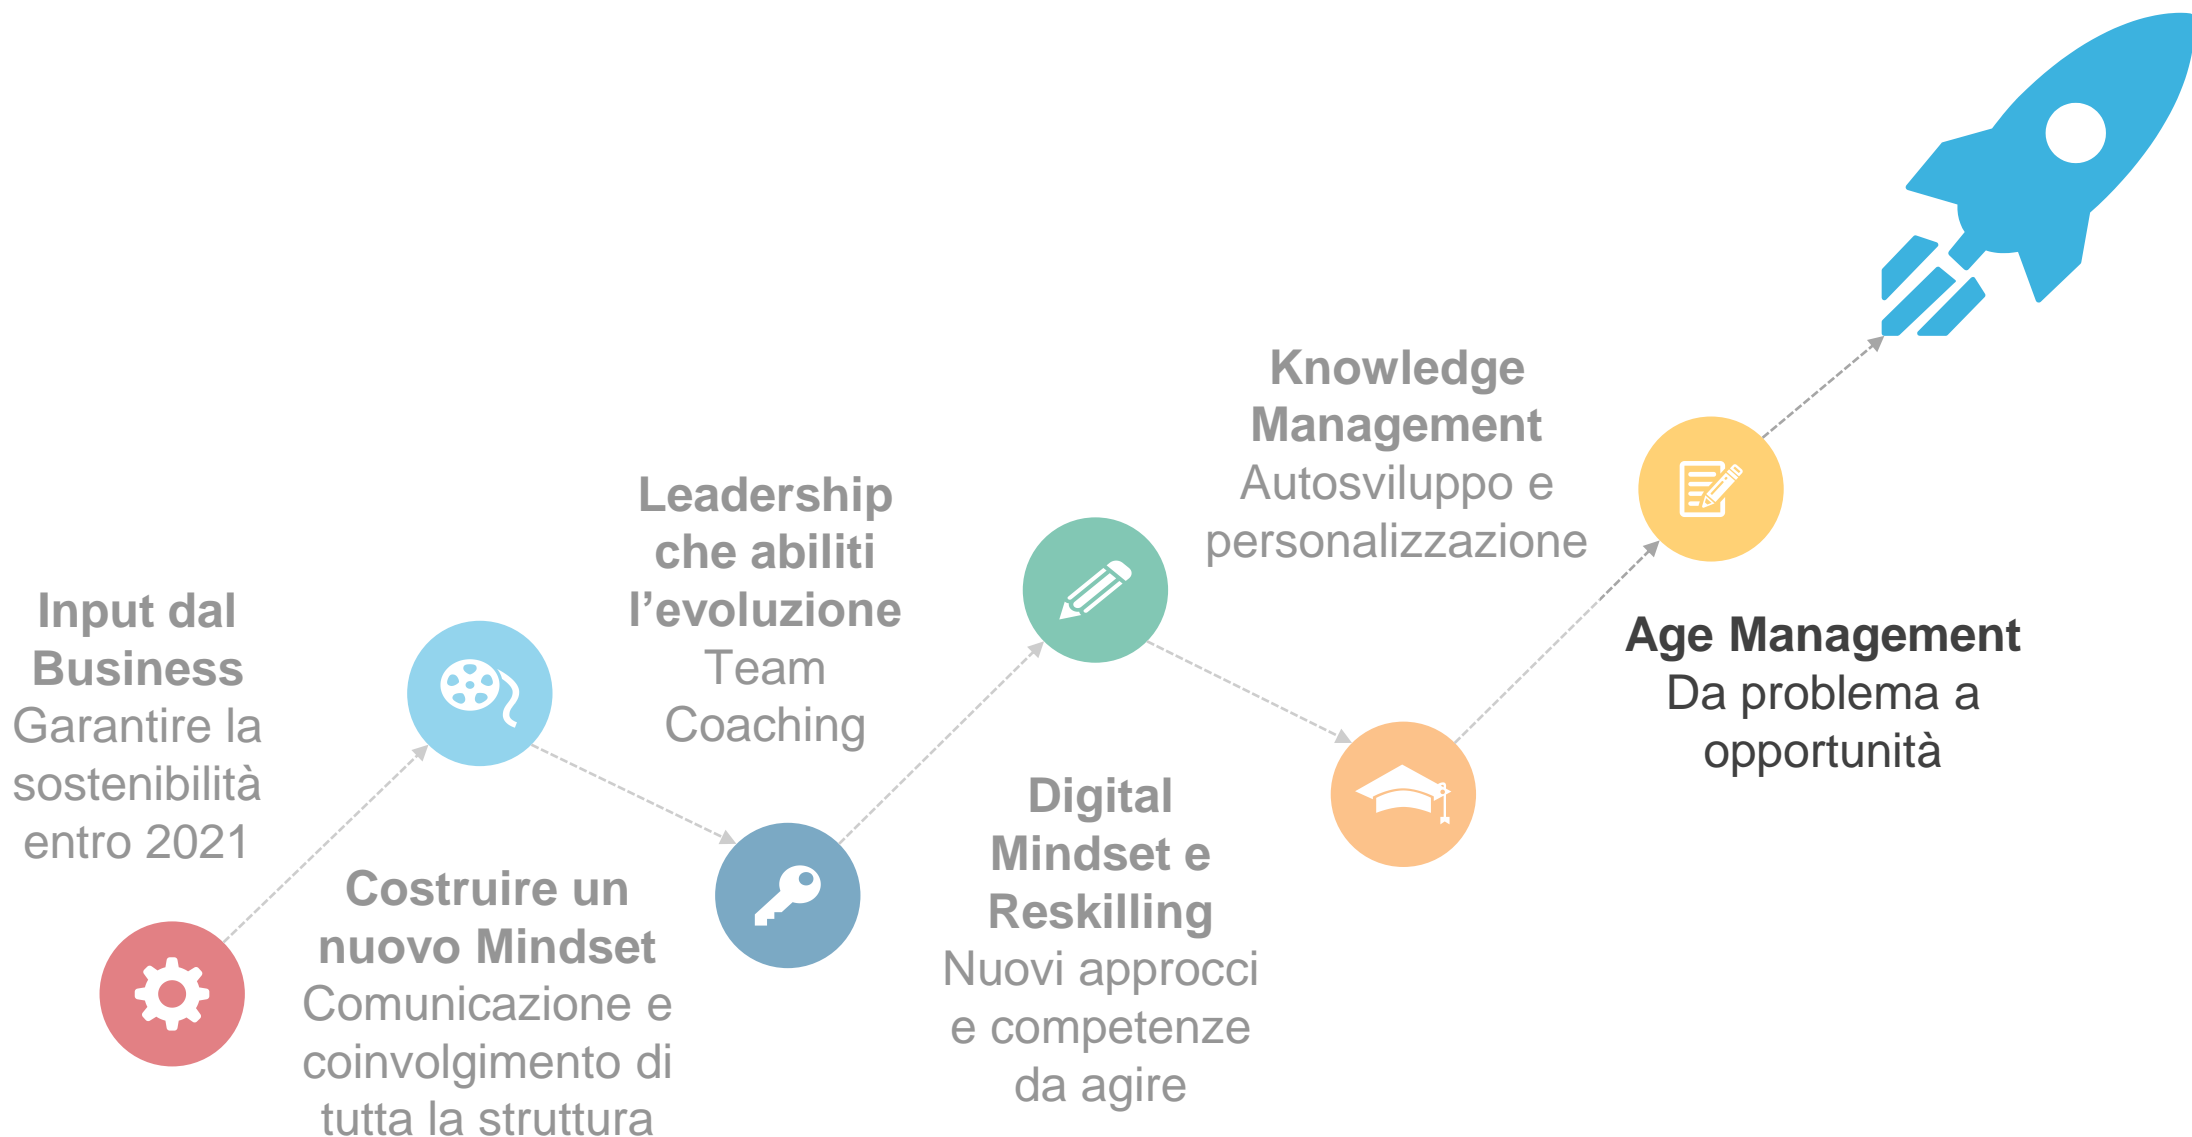 Input dal
Business
Garantire la
sostenibilità
entro 2021
Costruire un
nuovo Mindset
Comunicazione e
coinvolgimento di
tutta la struttura
Leadership
che abiliti
l’evoluzione
Team
Coaching
Digital
Mindset e
Reskilling
Nuovi approcci
e competenze
da agire
Knowledge
Management
Autosviluppo e
personalizzazione
Age Management
Da problema a
opportunità